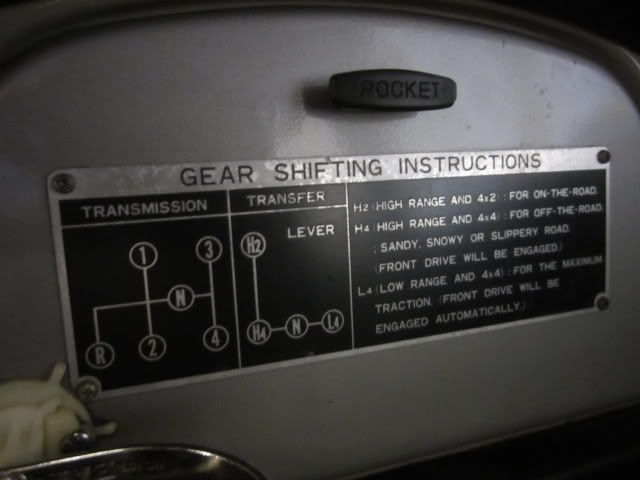 POCKET
GEAR SHIFTING INSTRUCTIONS
TRANSMISSION
1
3
N
R
2
4
TRANSFER
LEVER
H2
H4 N L4
H2 (HIGH RANGE AND 4x2) : FOR ON-THE-ROAD.
H4 (HIGH RANGE AND 4x4) : FOR OFF-THE-ROAD.
: SANDY, SNOWY OR SLIPPERY ROAD.
(FRONT DRIVE WILL BE ENGAGED.)
L4 (LOW RANGE AND 4x4) : FOR THE MAXIMUM
TRACTION. (FRONT DRIVE WILL BE
ENGAGED AUTOMATICALLY.)